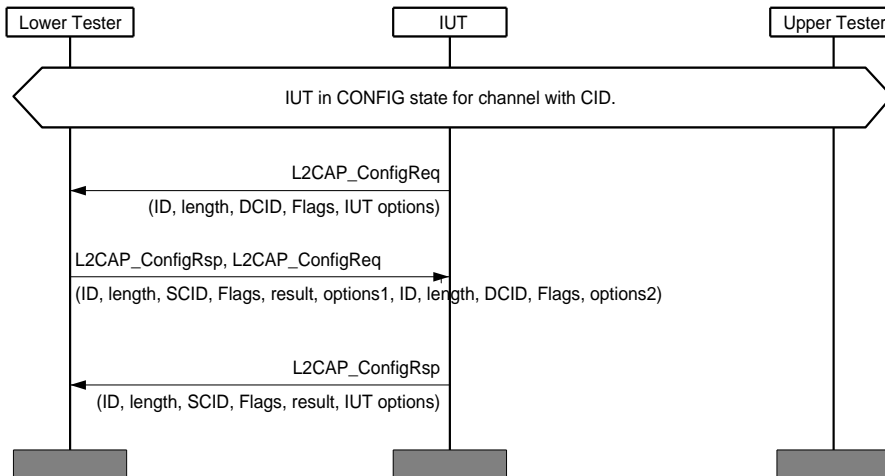 Lower Tester
IUT
Upper Tester
IUT in CONFIG state for channel with CID.
L2CAP_ConfigReq
(ID, length, DCID, Flags, IUT options)
L2CAP_ConfigRsp, L2CAP_ConfigReq
(ID, length, SCID, Flags, result, options1, ID, length, DCID, Flags, options2)
L2CAP_ConfigRsp
(ID, length, SCID, Flags, result, IUT options)